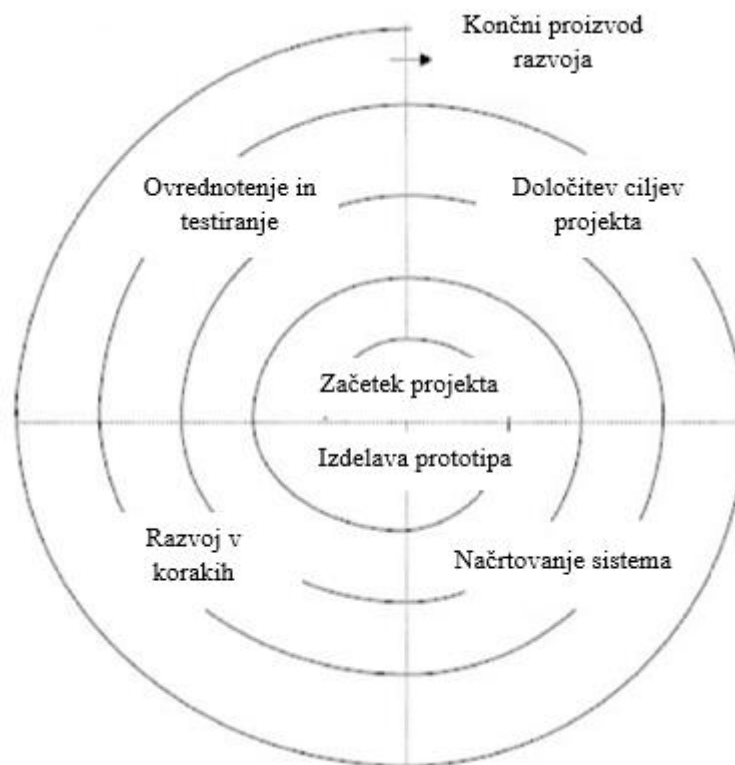 Končni proizvod
razvoja
Ovrednotenje in
testiranje
Določitev ciljev
projekta
Začetek projekta
Izdelava prototipa
Razvoj v
korakih
Načrtovanje sistema